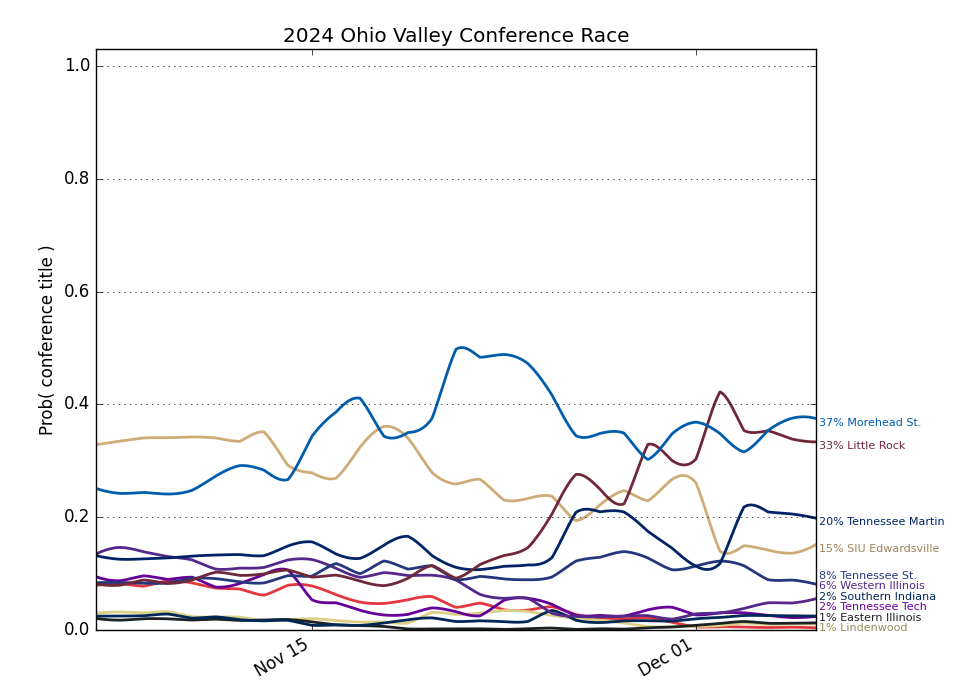 2024 Ohio Valley Conference Race
1.0
0.8
0.6
0.4
0.2
0.0
Prob( conference title )
Nov 15
Dec 01
37% Morehead St.
33% Little Rock
20% Tennessee Martin
15% SIU Edwardsville
8% Tennessee St.
6% Western Illinois
2% Southern Indiana
2% Tennessee Tech
1% Eastern Illinois
1% Lindenwood